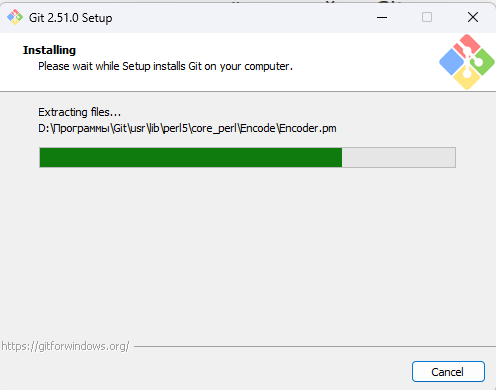 Git 2.51.0 Setup
Installing
Please wait while Setup installs Git on your computer.
Extracting files...
D:\Программы\Git\usr\lib\perl5\core_perl\Encode\Encoder.pm
https://gitforwindows.org/
Cancel